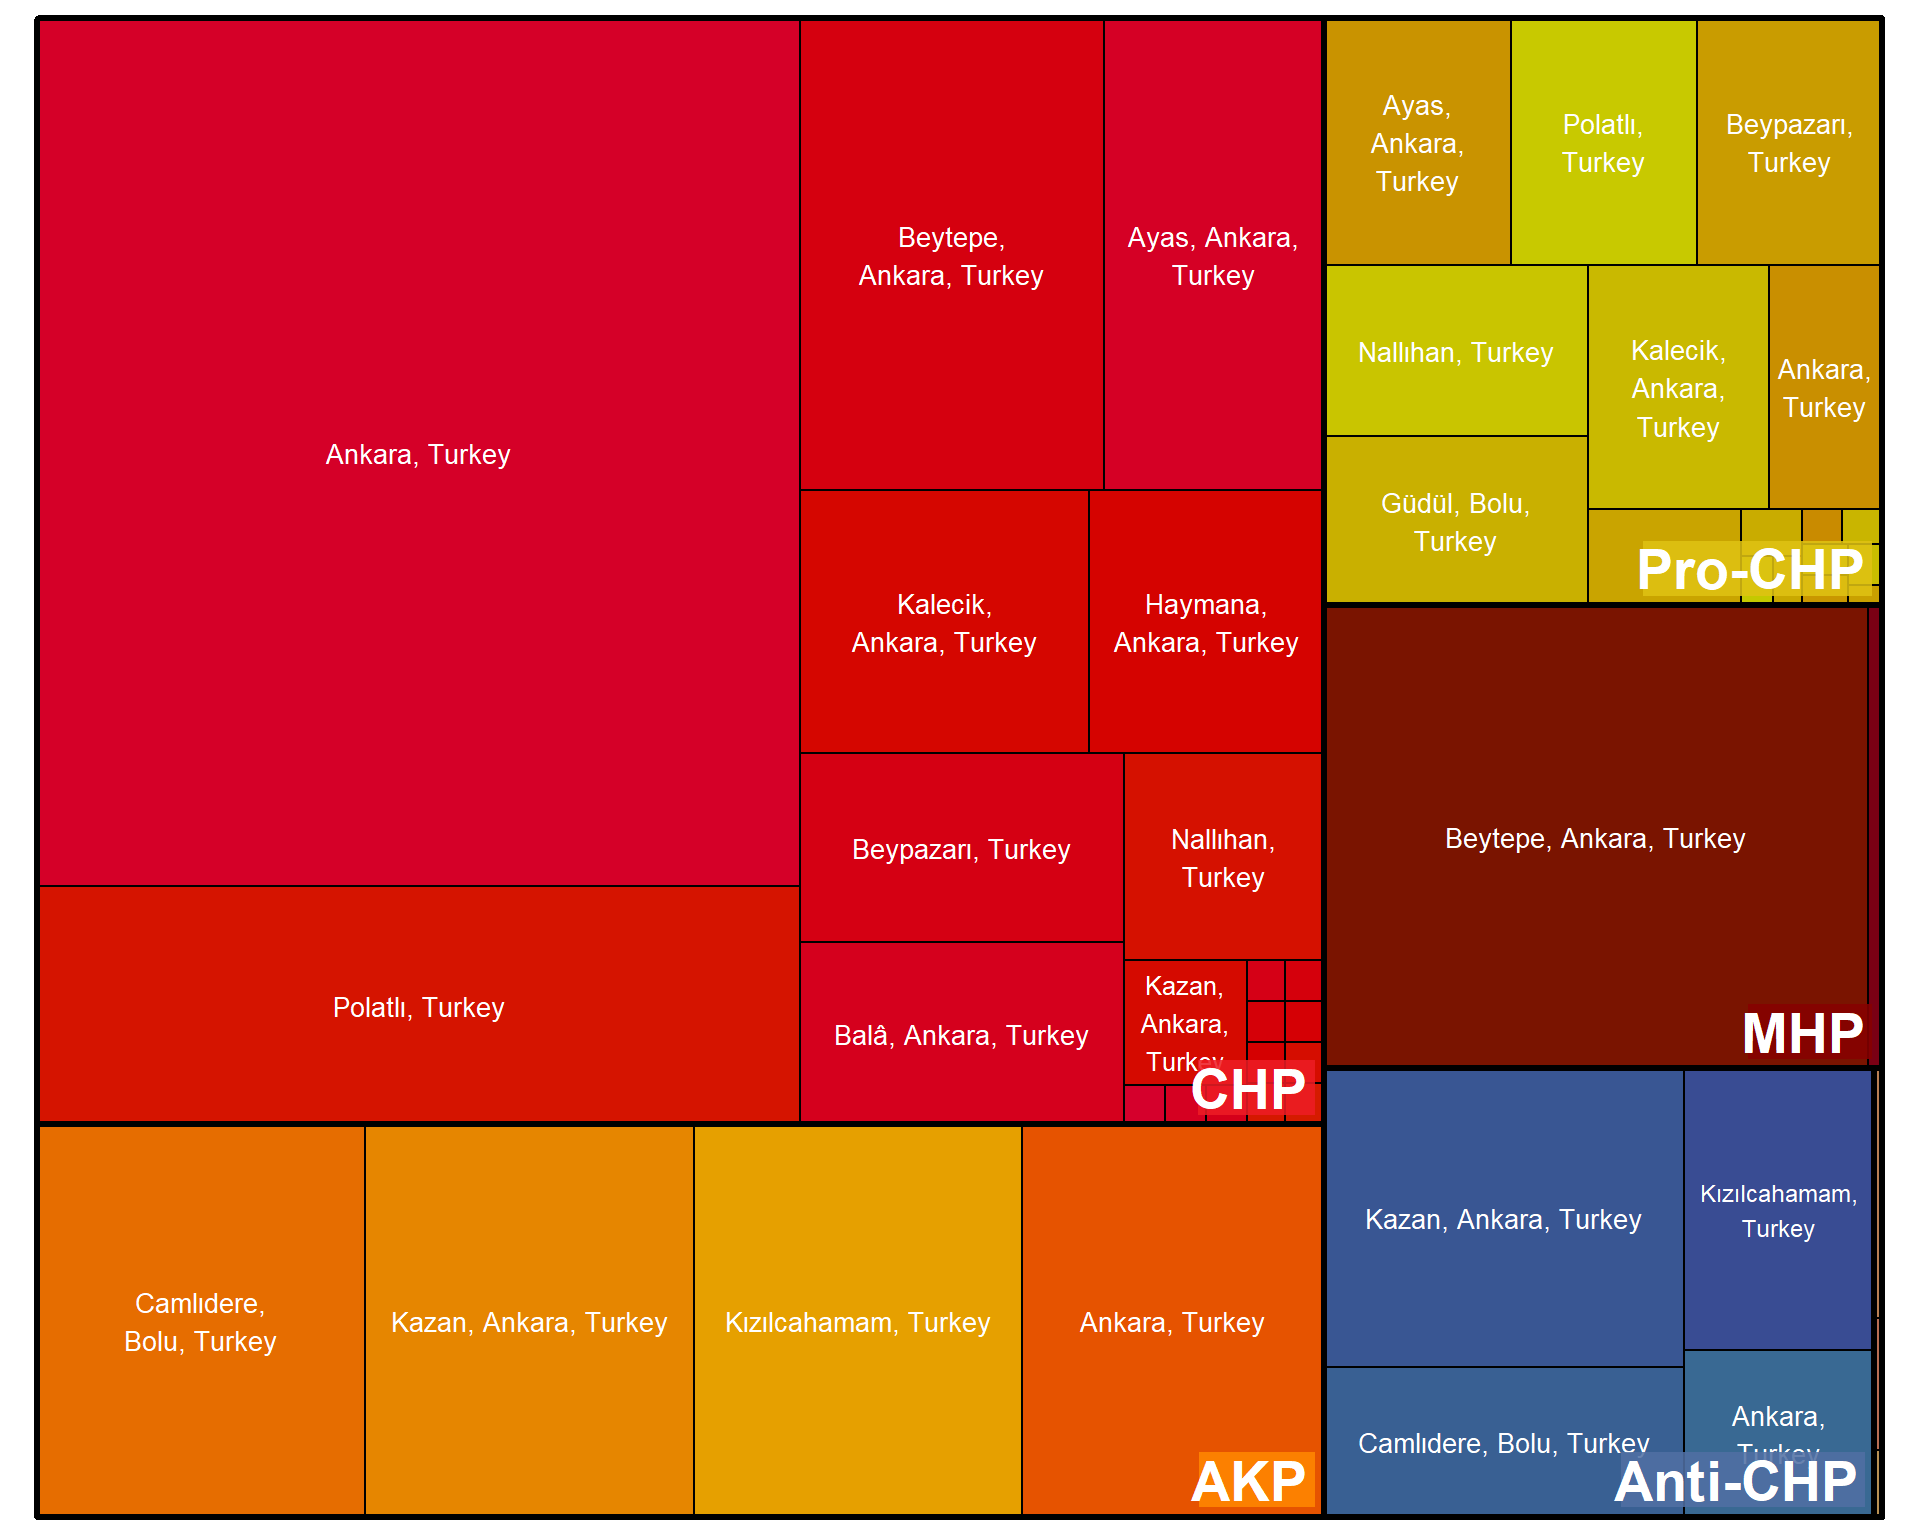 Ankara, Turkey
Polatlı, Turkey
Beytepe,
Ankara, Turkey
Ayas, Ankara,
Turkey
Kalecik,
Ankara, Turkey
Haymana,
Ankara, Turkey
Beypazarı, Turkey
Balâ, Ankara, Turkey
Nallıhan,
Turkey
Kazan,
Ankara,
Turkey
CHP
Camlıdere,
Bolu, Turkey
Kazan, Ankara, Turkey
Kızılcahamam, Turkey
Ankara, Turkey
AKP
Ayas,
Ankara,
Turkey
Polatlı,
Turkey
Beypazarı,
Turkey
Nallıhan, Turkey
Güdül, Bolu,
Turkey
Kalecik,
Ankara,
Turkey
Ankara,
Turkey
Pro-CHP
Beytepe, Ankara, Turkey
MHP
Kazan, Ankara, Turkey
Camlıdere, Bolu, Turkey
Kızılcahamam,
Turkey
Ankara,
Turkey
Anti-CHP